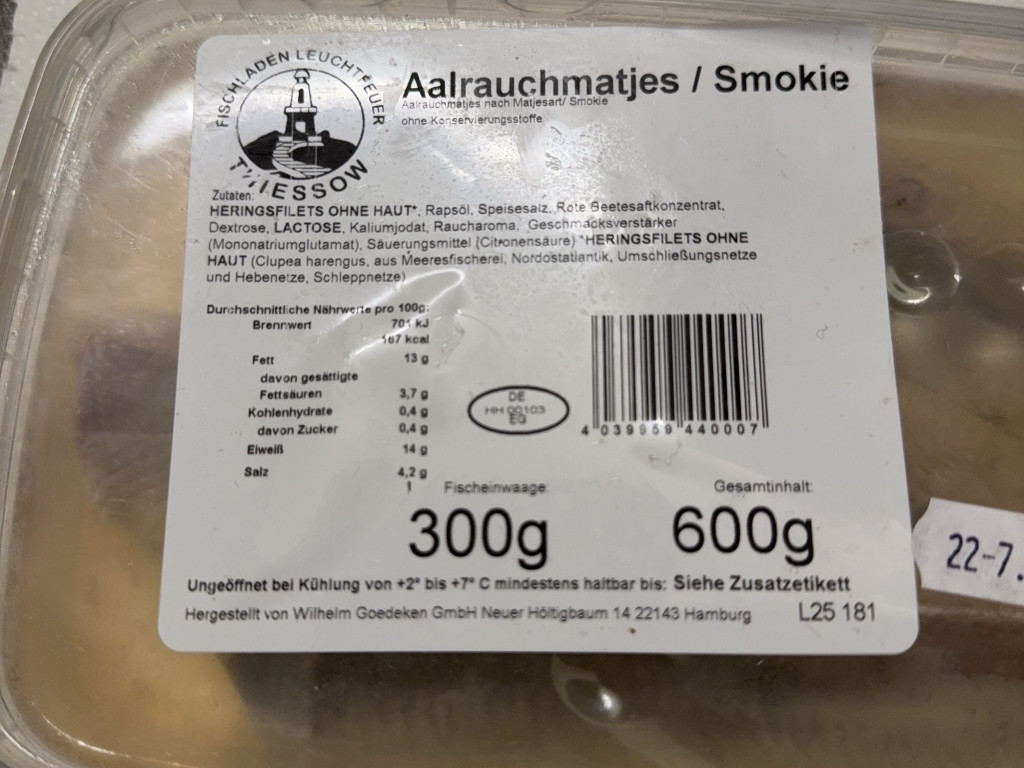 FISCHLADEN LEUCHTFEUER
Aalrauchmatjes / Smokie
Aalrauchmatjes nach Matjesart/ Smokie
ohne Konservierungsstoffe
THIESSOW
Zutaten:
HERINGSFILETS OHNE HAUT*, Rapsöl, Speisesalz, Rote Beetesaftkonzentrat,
Dextrose, LACTOSE, Kaliumjodat, Raucharoma, Geschmacksverstärker
(Mononatriumglutamat), Säuerungsmittel (Citronensäure) *HERINGSFILETS OHNE
HAUT (Clupea harengus, aus Meeresfischerei, Nordostatlantik, Umschließungsnetze
und Hebenetze, Schleppnetze)
Durchschnittliche Nährwerte pro 100g:
Brennwert 701 kJ
167 kcal
Fett 13 g
davon gesättigte
Fettsäuren 3,7 g
Kohlenhydrate 0,4 g
davon Zucker 0,4 g
Eiweiß 14 g
Salz 4,2 g
DE
HH 00103
EG
4 039959 440007
Fischeinwaage: Gesamtinhalt:
300g 600g
22-7.
Ungeöffnet bei Kühlung von +2° bis +7° C mindestens haltbar bis: Siehe Zusatzetikett
Hergestellt von Wilhelm Goedeken GmbH Neuer Höltigbaum 14 22143 Hamburg L25 181